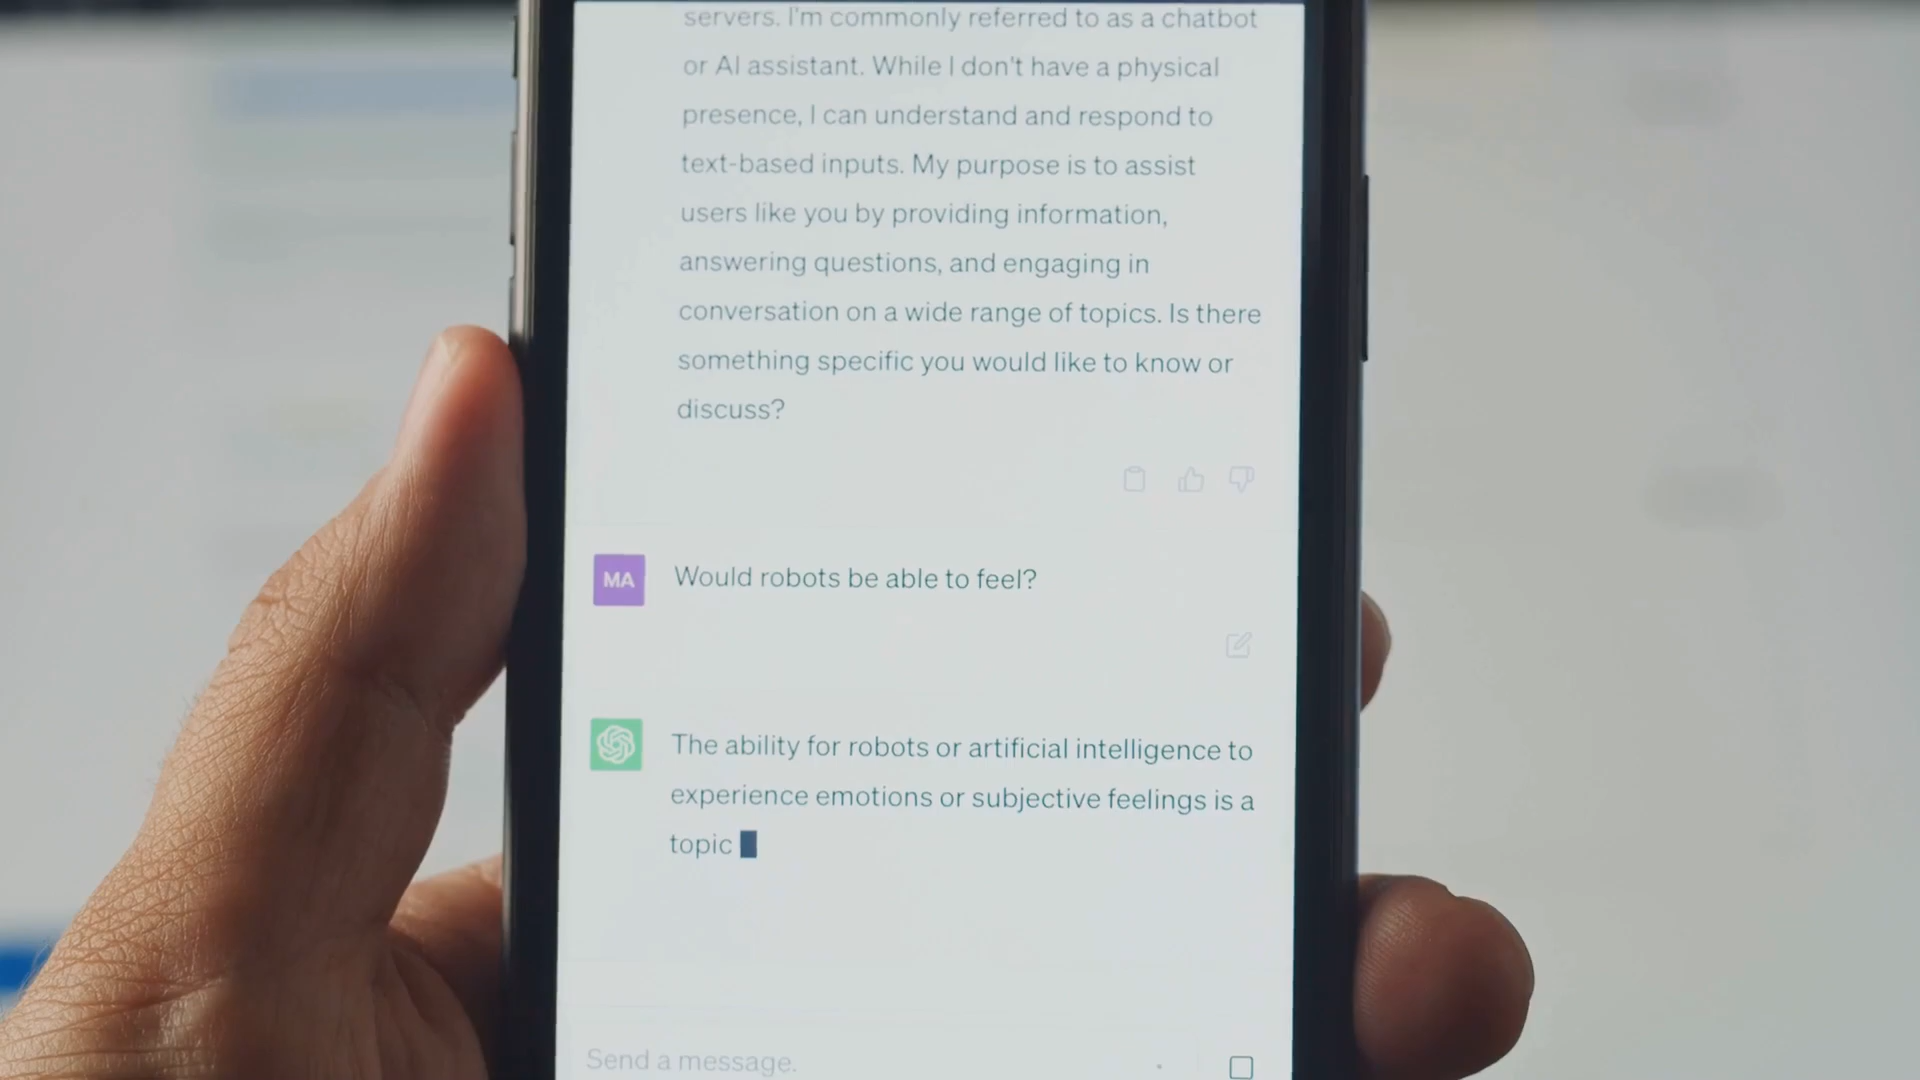 servers. I'm commonly referred to as a chatbot
or AI assistant. While I don't have a physical
presence, I can understand and respond to
text-based inputs. My purpose is to assist
users like you by providing information,
answering questions, and engaging in
conversation on a wide range of topics. Is there
something specific you would like to know or
discuss?
MA
Would robots be able to feel?
The ability for robots or artificial intelligence to
experience emotions or subjective feelings is a
topic
Send a message.